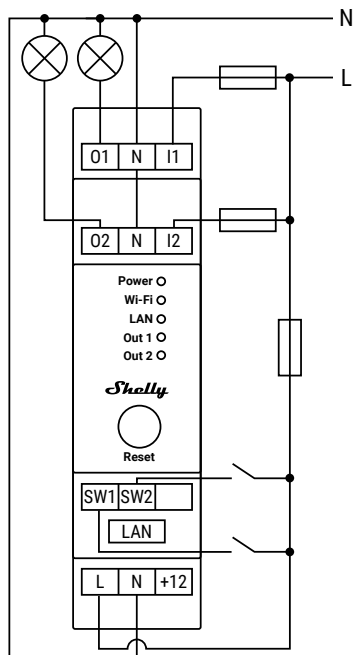 N
L
O1 N I1
O2 N I2
Power
Wi-Fi
LAN
Out 1
Out 2
Shelly
Reset
SW1 SW2
LAN
L N +12